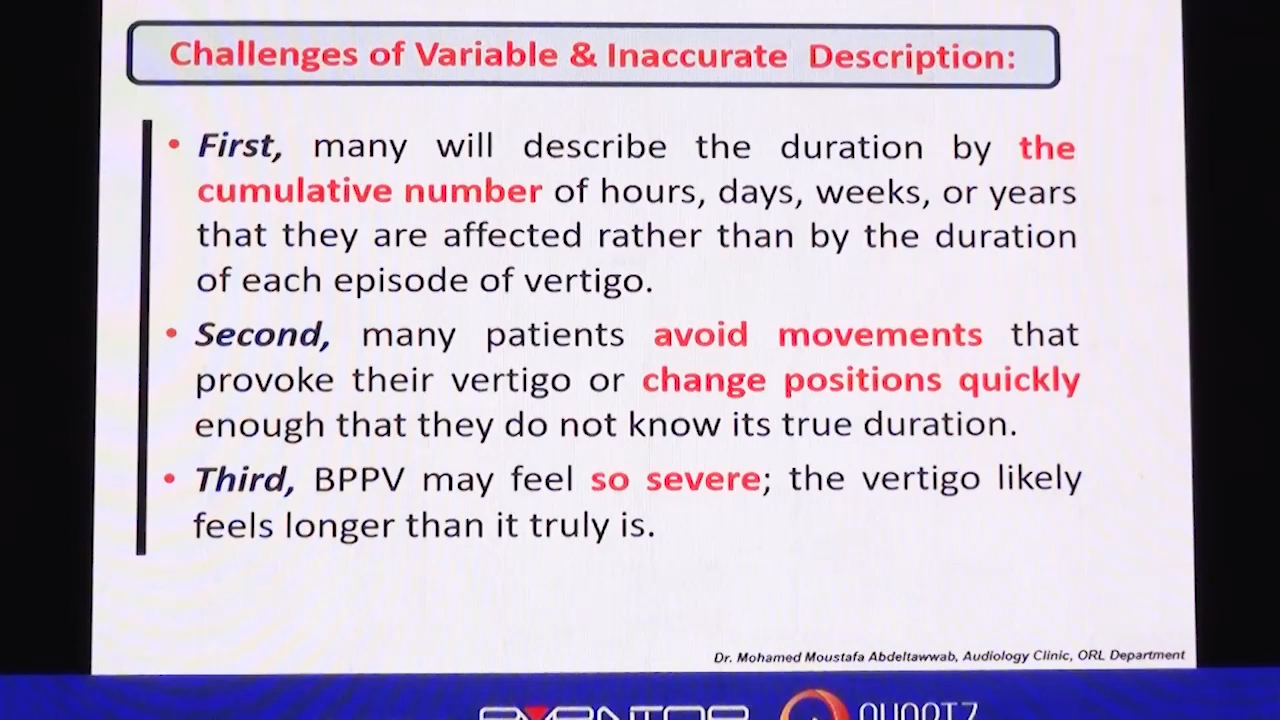 Challenges of Variable & Inaccurate Description:
• First, many will describe the duration by the
cumulative number of hours, days, weeks, or years
that they are affected rather than by the duration
of each episode of vertigo.
• Second, many patients avoid movements that
provoke their vertigo or change positions quickly
enough that they do not know its true duration.
• Third, BPPV may feel so severe; the vertigo likely
feels longer than it truly is.
Dr. Mohamed Moustafa Abdeltawwab, Audiology Clinic, ORL Department